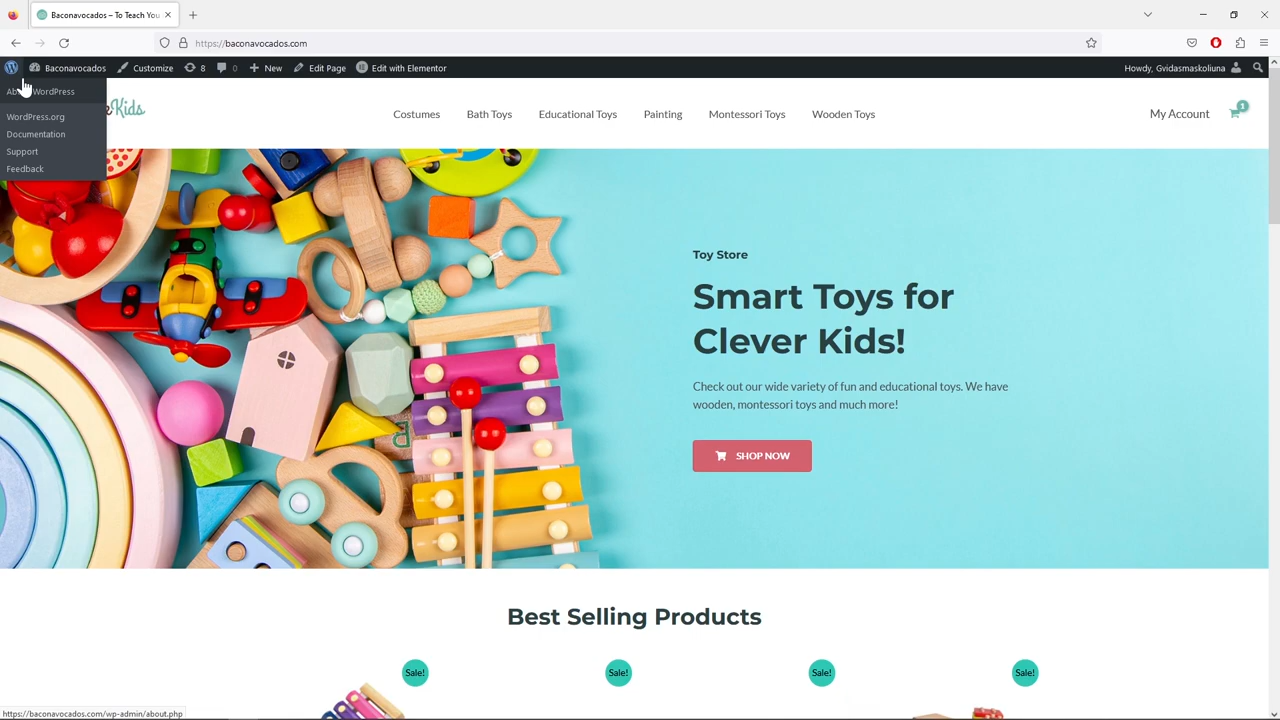 Baconavocados – To Teach You
https://baconavocados.com
Baconavocados
Customize
8
0
New
Edit Page
Edit with Elementor
Howdy, Gvidasmaskoliuna
WordPress
WordPress.org
Documentation
Support
Feedback
Kids
Costumes
Bath Toys
Educational Toys
Painting
Montessori Toys
Wooden Toys
My Account
1
Toy Store
Smart Toys for
Clever Kids!
Check out our wide variety of fun and educational toys. We have
wooden, montessori toys and much more!
SHOP NOW
Best Selling Products
Sale!
Sale!
Sale!
Sale!
https://baconavocados.com/wp-admin/about.php